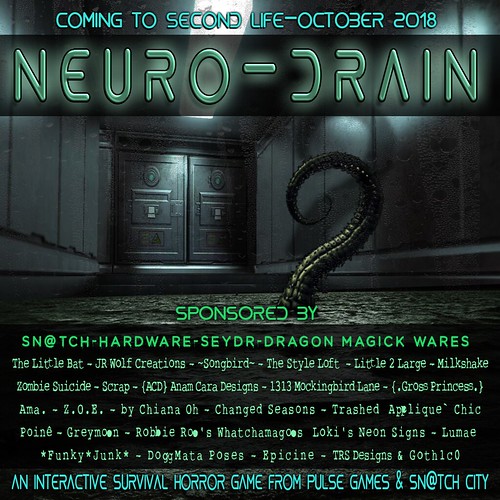 COMING TO SECOND LIFE-OCTOBER 2018
NEURO-DRAIN
SPONSORED BY
SN@TCH-HARDWARE-SEYDR-DRAGON MAGICK WARES
The Little Bat ~ JR Wolf Creations ~ ~Songbird~ ~ The Style Loft ~ Little 2 Large ~ Milkshake
Zombie Suicide ~ Scrap ~ {ACD} Anam Cara Designs ~ 1313 Mockingbird Lane ~ {.Gross Princess.}
Ama. ~ Z.O.E. ~ by Chiana Oh ~ Changed Seasons ~ Trashed Applique` Chic
Poinê ~ Greymoon ~ Robbie Roo's Whatchamagoos Loki's Neon Signs ~ Lumae
*Funky*Junk* ~ DoggMata Poses ~ Epicine ~ TRS Designs & Goth1c0
AN INTERACTIVE SURVIVAL HORROR GAME FROM PULSE GAMES & SN@TCH CITY